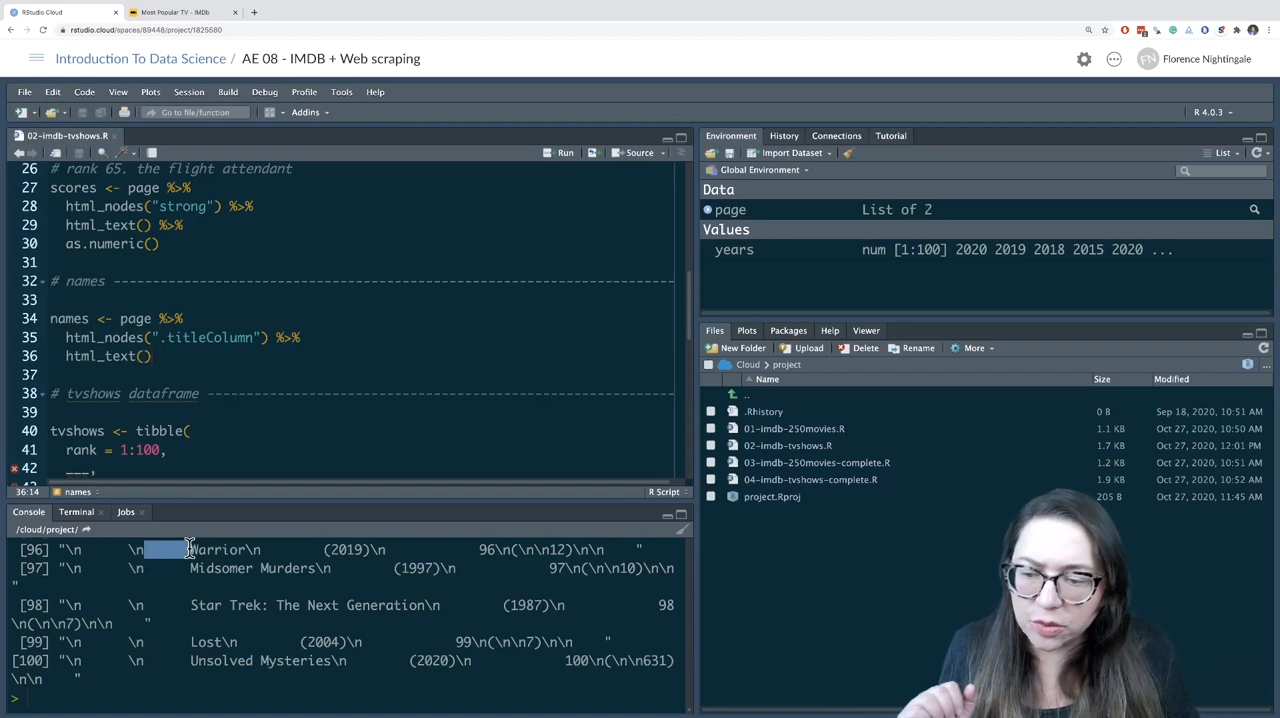 RStudio Cloud
Most Popular TV - IMDb
rstudio.cloud/spaces/89448/project/1825580
Introduction To Data Science / AE 08 - IMDB + Web scraping
FN
Florence Nightingale
File Edit Code View Plots Session Build Debug Profile Tools Help
Go to file/function
Addins
R 4.0.3
02-imdb-tvshows.R
Run
Source
26 # rank 65. the flight attendant
27 scores <- page %>%
28 html_nodes("strong") %>%
29 html_text() %>%
30 as.numeric()
31
32 # names --------------------------------------------------------------------
33
34 names <- page %>%
35 html_nodes(".titleColumn") %>%
36 html_text()
37
38 # tvshows dataframe ---------------------------------------------------------
39
40 tvshows <- tibble(
41 rank = 1:100,
42 ___,
36:14
names
R Script
Console Terminal Jobs
/cloud/project/
[96] "\n \n Warrior\n (2019)\n 96\n(\n\n12)\n\n "
[97] "\n \n Midsomer Murders\n (1997)\n 97\n(\n\n10)\n\n
"
[98] "\n \n Star Trek: The Next Generation\n (1987)\n 98
\n(\n\n7)\n\n "
[99] "\n \n Lost\n (2004)\n 99\n(\n\n7)\n\n "
[100] "\n \n Unsolved Mysteries\n (2020)\n 100\n(\n\n631)
\n\n "
>
Environment History Connections Tutorial
Import Dataset
List
Global Environment
Data
page List of 2
Values
years num [1:100] 2020 2019 2018 2015 2020 ...
Files Plots Packages Help Viewer
New Folder Upload Delete Rename More
Cloud project
Name Size Modified
..
.Rhistory 0 B Sep 18, 2020, 10:51 AM
01-imdb-250movies.R 1.1 KB Oct 27, 2020, 10:50 AM
02-imdb-tvshows.R 1.7 KB Oct 27, 2020, 12:01 PM
03-imdb-250movies-complete.R 1.2 KB Oct 27, 2020, 10:51 AM
04-imdb-tvshows-complete.R 1.9 KB Oct 27, 2020, 10:52 AM
project.Rproj 205 B Oct 27, 2020, 11:45 AM